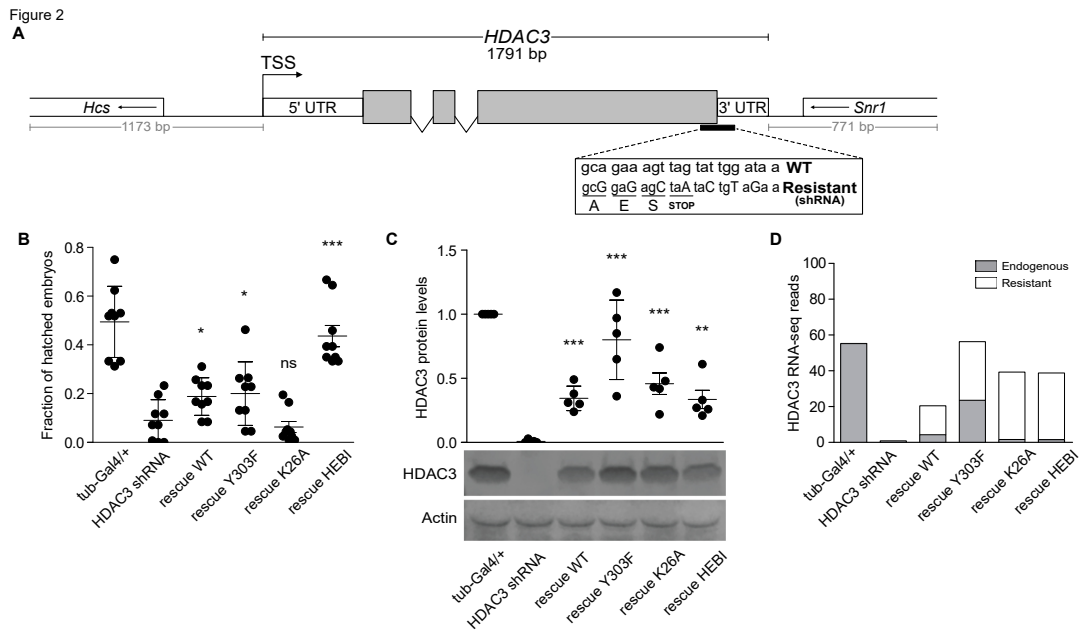 Figure 2
A
HDAC3
1791 bp
TSS
Hcs
5' UTR
3' UTR
Snr1
1173 bp
771 bp
gca gaa agt tag tat tgg ata a WT
gcG gaG agC taA taC tgT aGa a Resistant
(shRNA)
A E S STOP
B
Fraction of hatched embryos
0.8
0.6
0.4
0.2
0.0
*
*
ns
***
tub-Gal4/+
HDAC3 shRNA
rescue WT
rescue Y303F
rescue K26A
rescue HEBI
C
HDAC3 protein levels
1.5
1.0
0.5
0.0
***
***
***
**
HDAC3
Actin
tub-Gal4/+
HDAC3 shRNA
rescue WT
rescue Y303F
rescue K26A
rescue HEBI
D
HDAC3 RNA-seq reads
100
80
60
40
20
0
Endogenous
Resistant
tub-Gal4/+
HDAC3 shRNA
rescue WT
rescue Y303F
rescue K26A
rescue HEBI